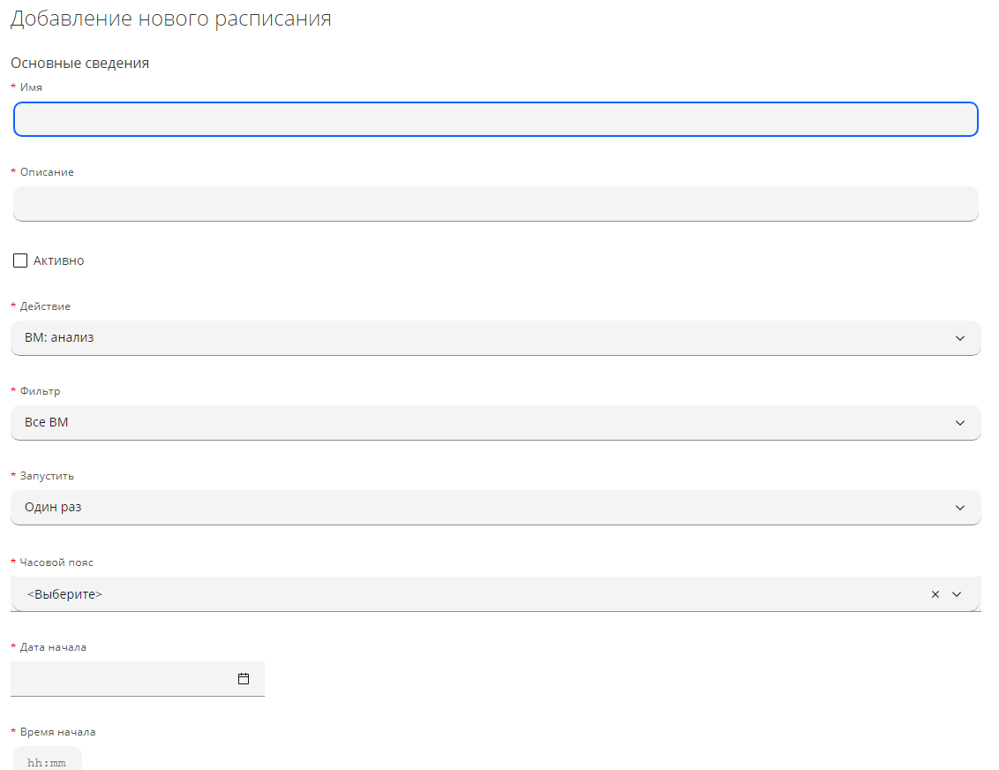 Добавление нового расписания
Основные сведения
* Имя
* Описание
Активно
* Действие
ВМ: анализ
* Фильтр
Все ВМ
* Запустить
Один раз
* Часовой пояс
<Выберите>
* Дата начала
* Время начала
hh:mm